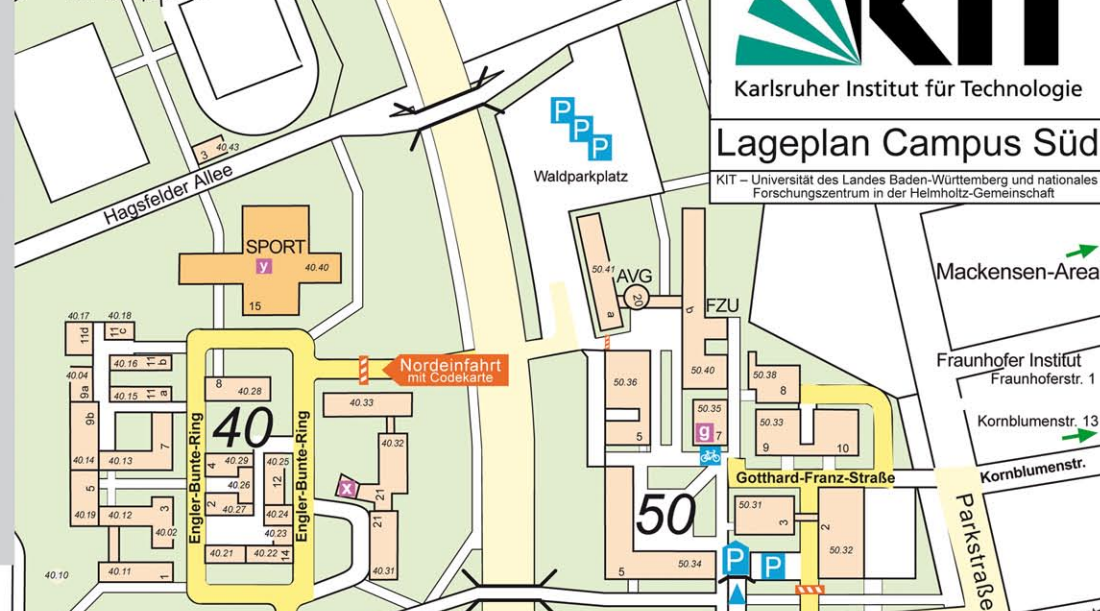 KIT
Karlsruher Institut für Technologie
Lageplan Campus Süd
KIT – Universität des Landes Baden-Württemberg und nationales
Forschungszentrum in der Helmholtz-Gemeinschaft
P
P
P
Waldparkplatz
3
40.43
Hagsfelder Allee
SPORT
y
40.40
15
50.41
AVG
20
a
b
FZU
Mackensen-Area
Fraunhofer Institut
Fraunhoferstr. 1
Kornblumenstr. 13
Kornblumenstr.
Parkstraße
40.17
40.18
11d
11c
40.16
11b
40.04
9a
40.15
11a
9b
7
40.14
40.13
5
40.19
40.12
3
40.02
40.10
40.11
1
Nordeinfahrt
mit Codekarte
8
40.28
40
Engler-Bunte-Ring
Engler-Bunte-Ring
4
40.29
40.25
40.26
12
2
40.27
40.24
40.23
40.21
40.22
14
40.33
40.32
x
21
21
40.31
50.36
5
50.40
50.38
8
50.35
g
7
50.33
9
10
Gotthard-Franz-Straße
50
50.31
3
2
50.32
5
50.34
P
P